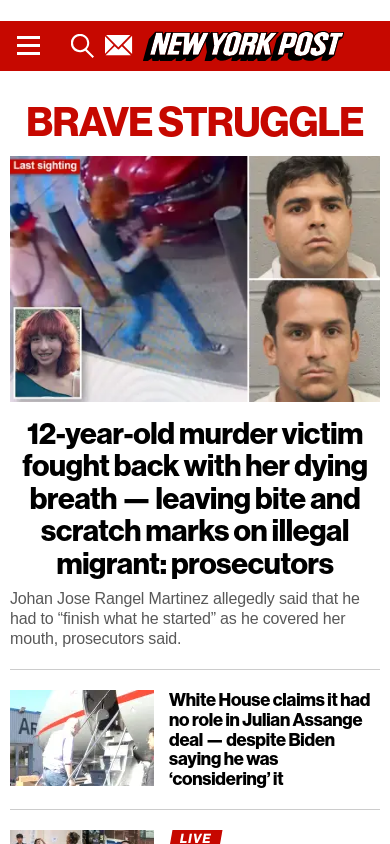 NEW YORK POST
BRAVE STRUGGLE
Last sighting
12-year-old murder victim
fought back with her dying
breath — leaving bite and
scratch marks on illegal
migrant: prosecutors
Johan Jose Rangel Martinez allegedly said that he
had to “finish what he started” as he covered her
mouth, prosecutors said.
White House claims it had
no role in Julian Assange
deal — despite Biden
saying he was
‘considering’ it
AR
LIVE